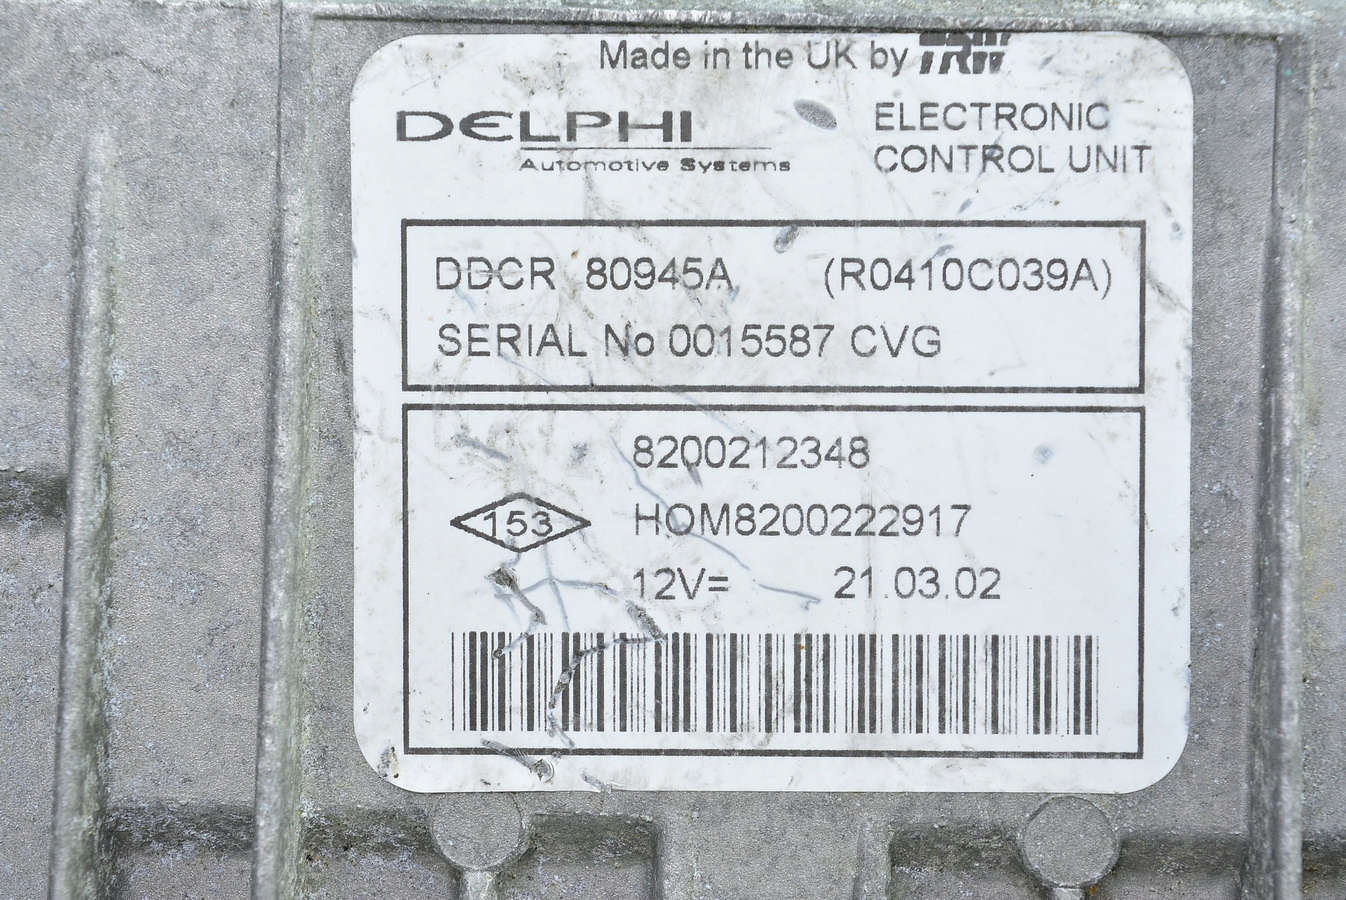 Made in the UK by TRW
DELPHI
Automotive Systems
ELECTRONIC
CONTROL UNIT
DDCR 80945A (R0410C039A)
SERIAL No 0015587 CVG
8200212348
153 HOM8200222917
12V= 21.03.02